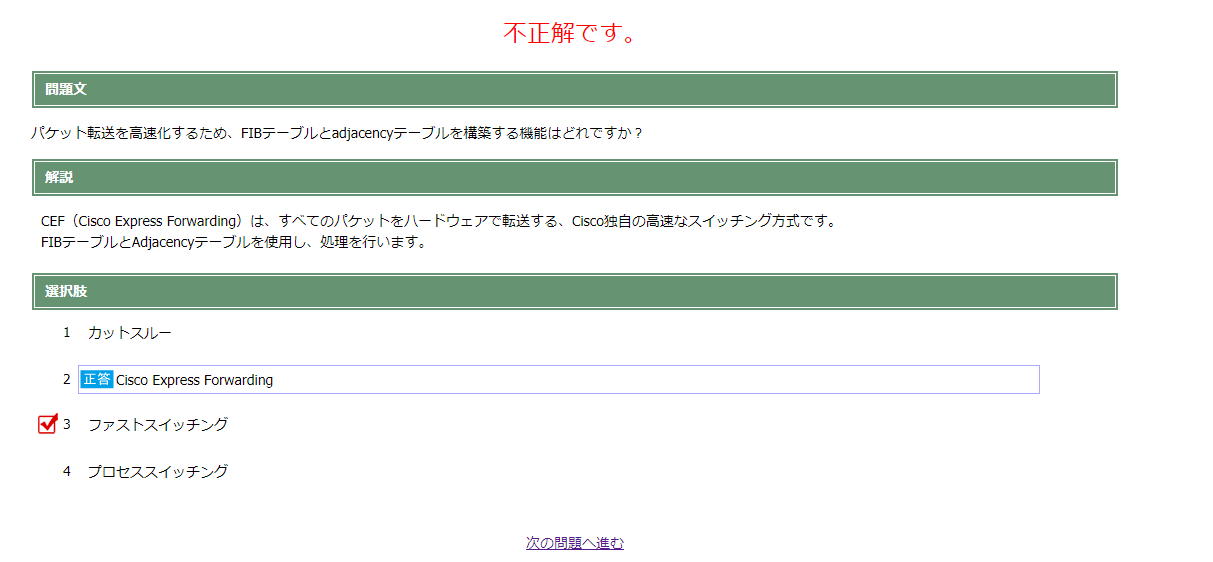 不正解です。
問題文
パケット転送を高速化するため、FIBテーブルとadjacencyテーブルを構築する機能はどれですか？
解説
CEF（Cisco Express Forwarding）は、すべてのパケットをハードウェアで転送する、Cisco独自の高速なスイッチング方式です。
FIBテーブルとAdjacencyテーブルを使用し、処理を行います。
選択肢
1 カットスルー
2 正答 Cisco Express Forwarding
3 ファストスイッチング
4 プロセススイッチング
次の問題へ進む